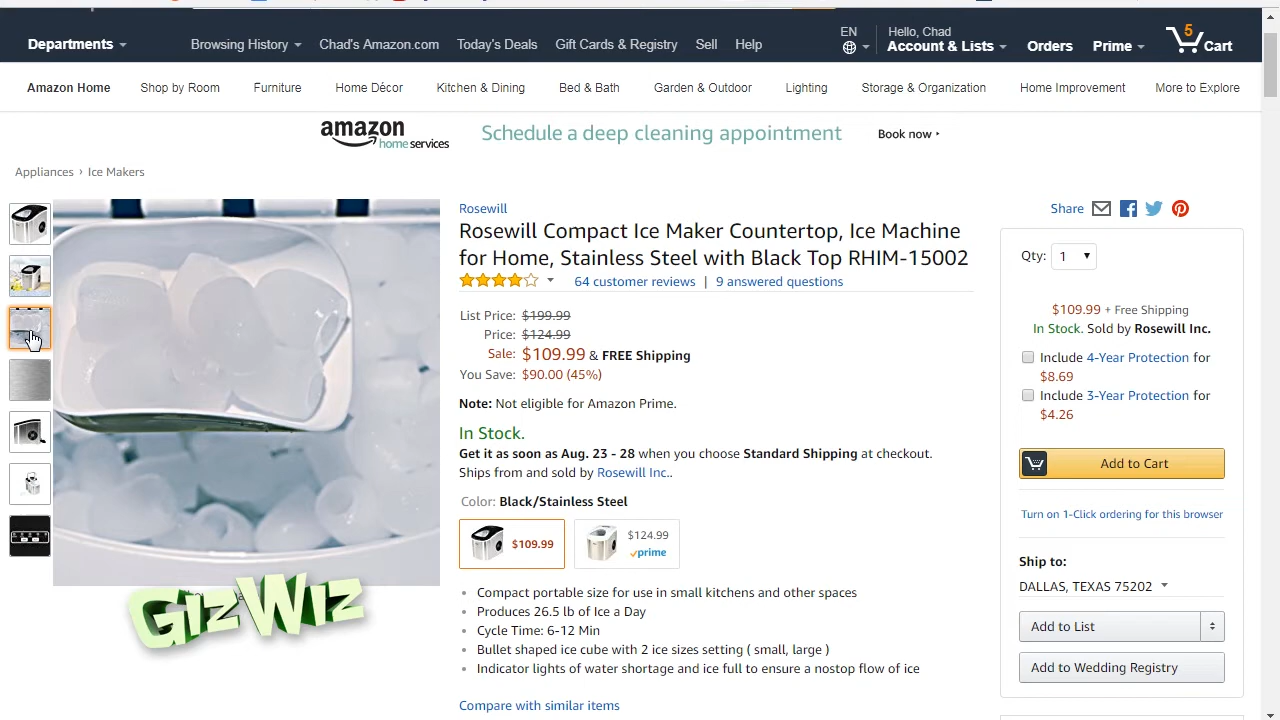 Departments
Browsing History
Chad's Amazon.com
Today's Deals
Gift Cards & Registry
Sell
Help
EN
Hello, Chad
Account & Lists
Orders
Prime
5
Cart
Amazon Home
Shop by Room
Furniture
Home Décor
Kitchen & Dining
Bed & Bath
Garden & Outdoor
Lighting
Storage & Organization
Home Improvement
More to Explore
amazon
home services
Schedule a deep cleaning appointment
Book now ▸
Appliances › Ice Makers
Rosewill
Rosewill Compact Ice Maker Countertop, Ice Machine
for Home, Stainless Steel with Black Top RHIM-15002
64 customer reviews | 9 answered questions
List Price: $199.99
Price: $124.99
Sale: $109.99 & FREE Shipping
You Save: $90.00 (45%)
Note: Not eligible for Amazon Prime.
In Stock.
Get it as soon as Aug. 23 - 28 when you choose Standard Shipping at checkout.
Ships from and sold by Rosewill Inc..
Color: Black/Stainless Steel
$109.99
$124.99
prime
• Compact portable size for use in small kitchens and other spaces
• Produces 26.5 lb of Ice a Day
• Cycle Time: 6-12 Min
• Bullet shaped ice cube with 2 ice sizes setting ( small, large )
• Indicator lights of water shortage and ice full to ensure a nostop flow of ice
Compare with similar items
GizWiz
Share
Qty: 1
$109.99 + Free Shipping
In Stock. Sold by Rosewill Inc.
Include 4-Year Protection for
$8.69
Include 3-Year Protection for
$4.26
Add to Cart
Turn on 1-Click ordering for this browser
Ship to:
DALLAS, TEXAS 75202
Add to List
Add to Wedding Registry